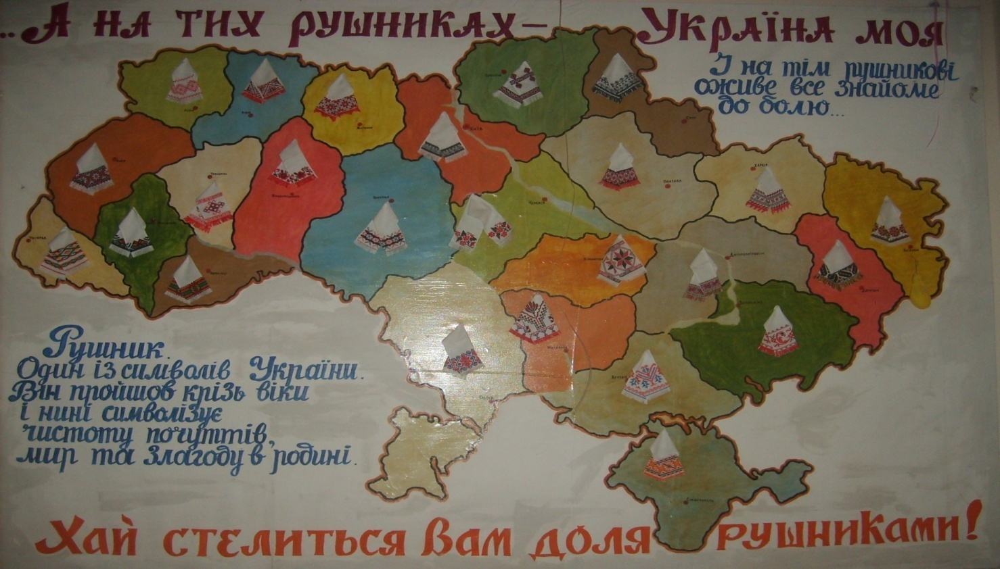 ..А на тих рушниках – Україна моя
І на тім рушникові
оживе все знайоме
до болю...
Київ
Полтава
Харків
Черкаси
Вінниця
Рушник.
Один із символів України.
Він пройшов крізь віки
і нині символізує
чистоту почуттів,
мир та злагоду в родині.
Хай стелиться Вам доля рушниками!